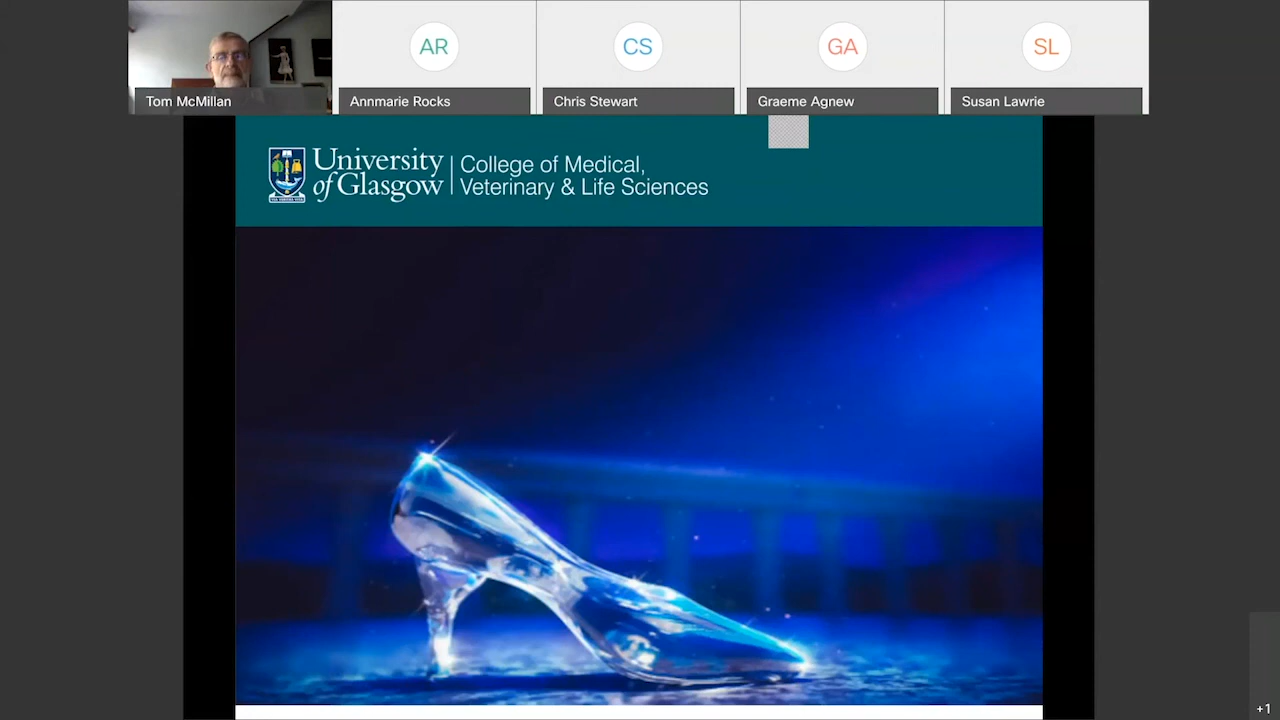 AR
CS
GA
SL
Tom McMillan
Annmarie Rocks
Chris Stewart
Graeme Agnew
Susan Lawrie
University
of Glasgow
College of Medical,
Veterinary & Life Sciences
+1